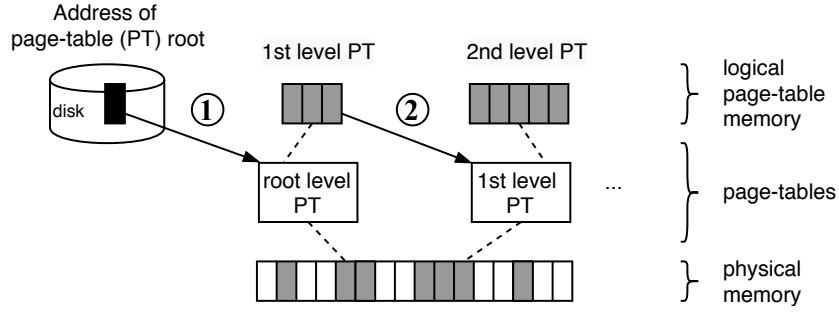 Address of
page-table (PT) root
1st level PT
2nd level PT
logical
page-table
memory
disk
1
2
root level
PT
1st level
PT
...
page-tables
physical
memory